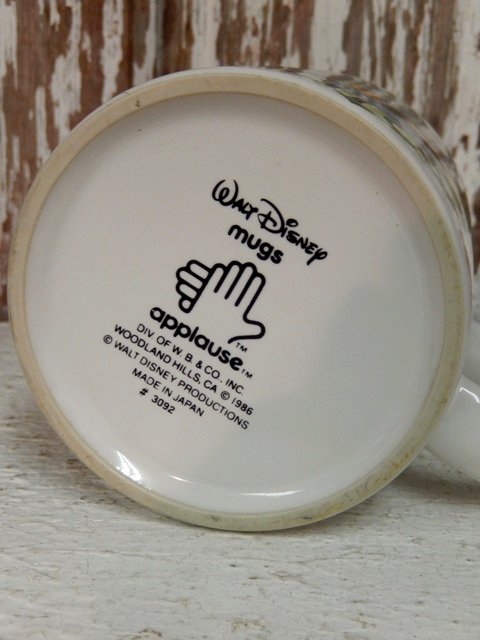 Walt Disney
mugs
TM
applause™
DIV. OF W. B. & CO., INC.
WOODLAND HILLS, CA © 1986
© WALT DISNEY PRODUCTIONS
MADE IN JAPAN
# 3092